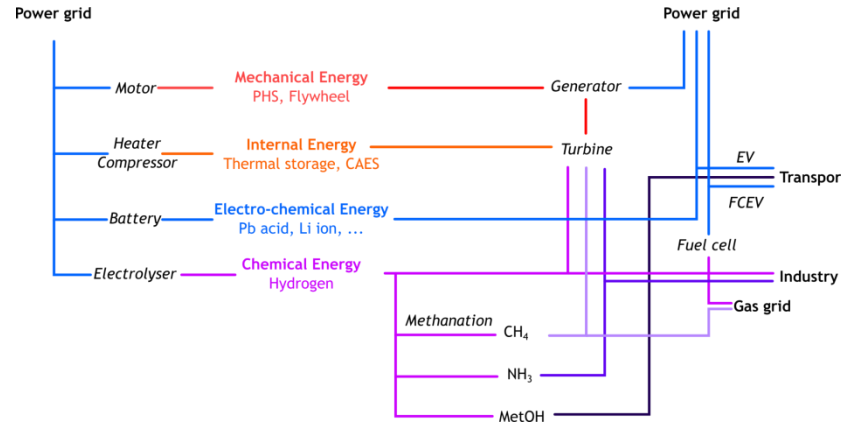 Power grid
Power grid
Motor
Mechanical Energy
PHS, Flywheel
Generator
Heater
Compressor
Internal Energy
Thermal storage, CAES
Turbine
EV
Transpor
FCEV
Battery
Electro-chemical Energy
Pb acid, Li ion, ...
Fuel cell
Electrolyser
Chemical Energy
Hydrogen
Industry
Gas grid
Methanation
CH₄
NH₃
MetOH